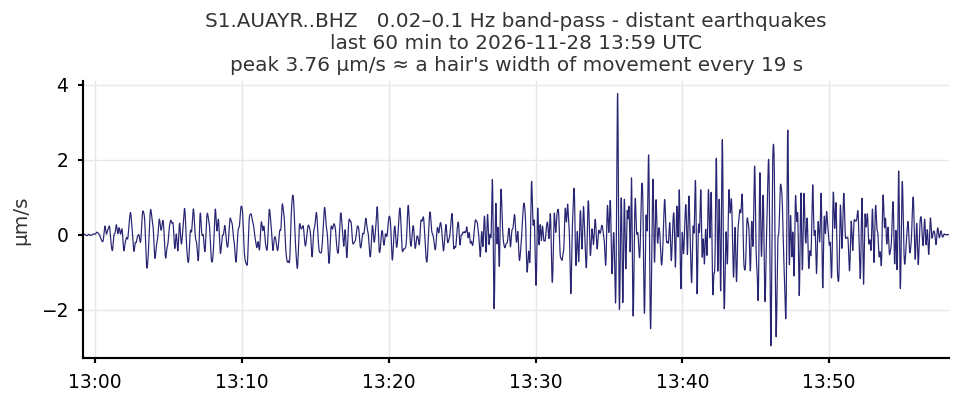 S1.AUAYR..BHZ   0.02–0.1 Hz band-pass - distant earthquakes
last 60 min to 2026-11-28 13:59 UTC
peak 3.76 μm/s ≈ a hair's width of movement every 19 s
μm/s
4
2
0
−2
13:00
13:10
13:20
13:30
13:40
13:50